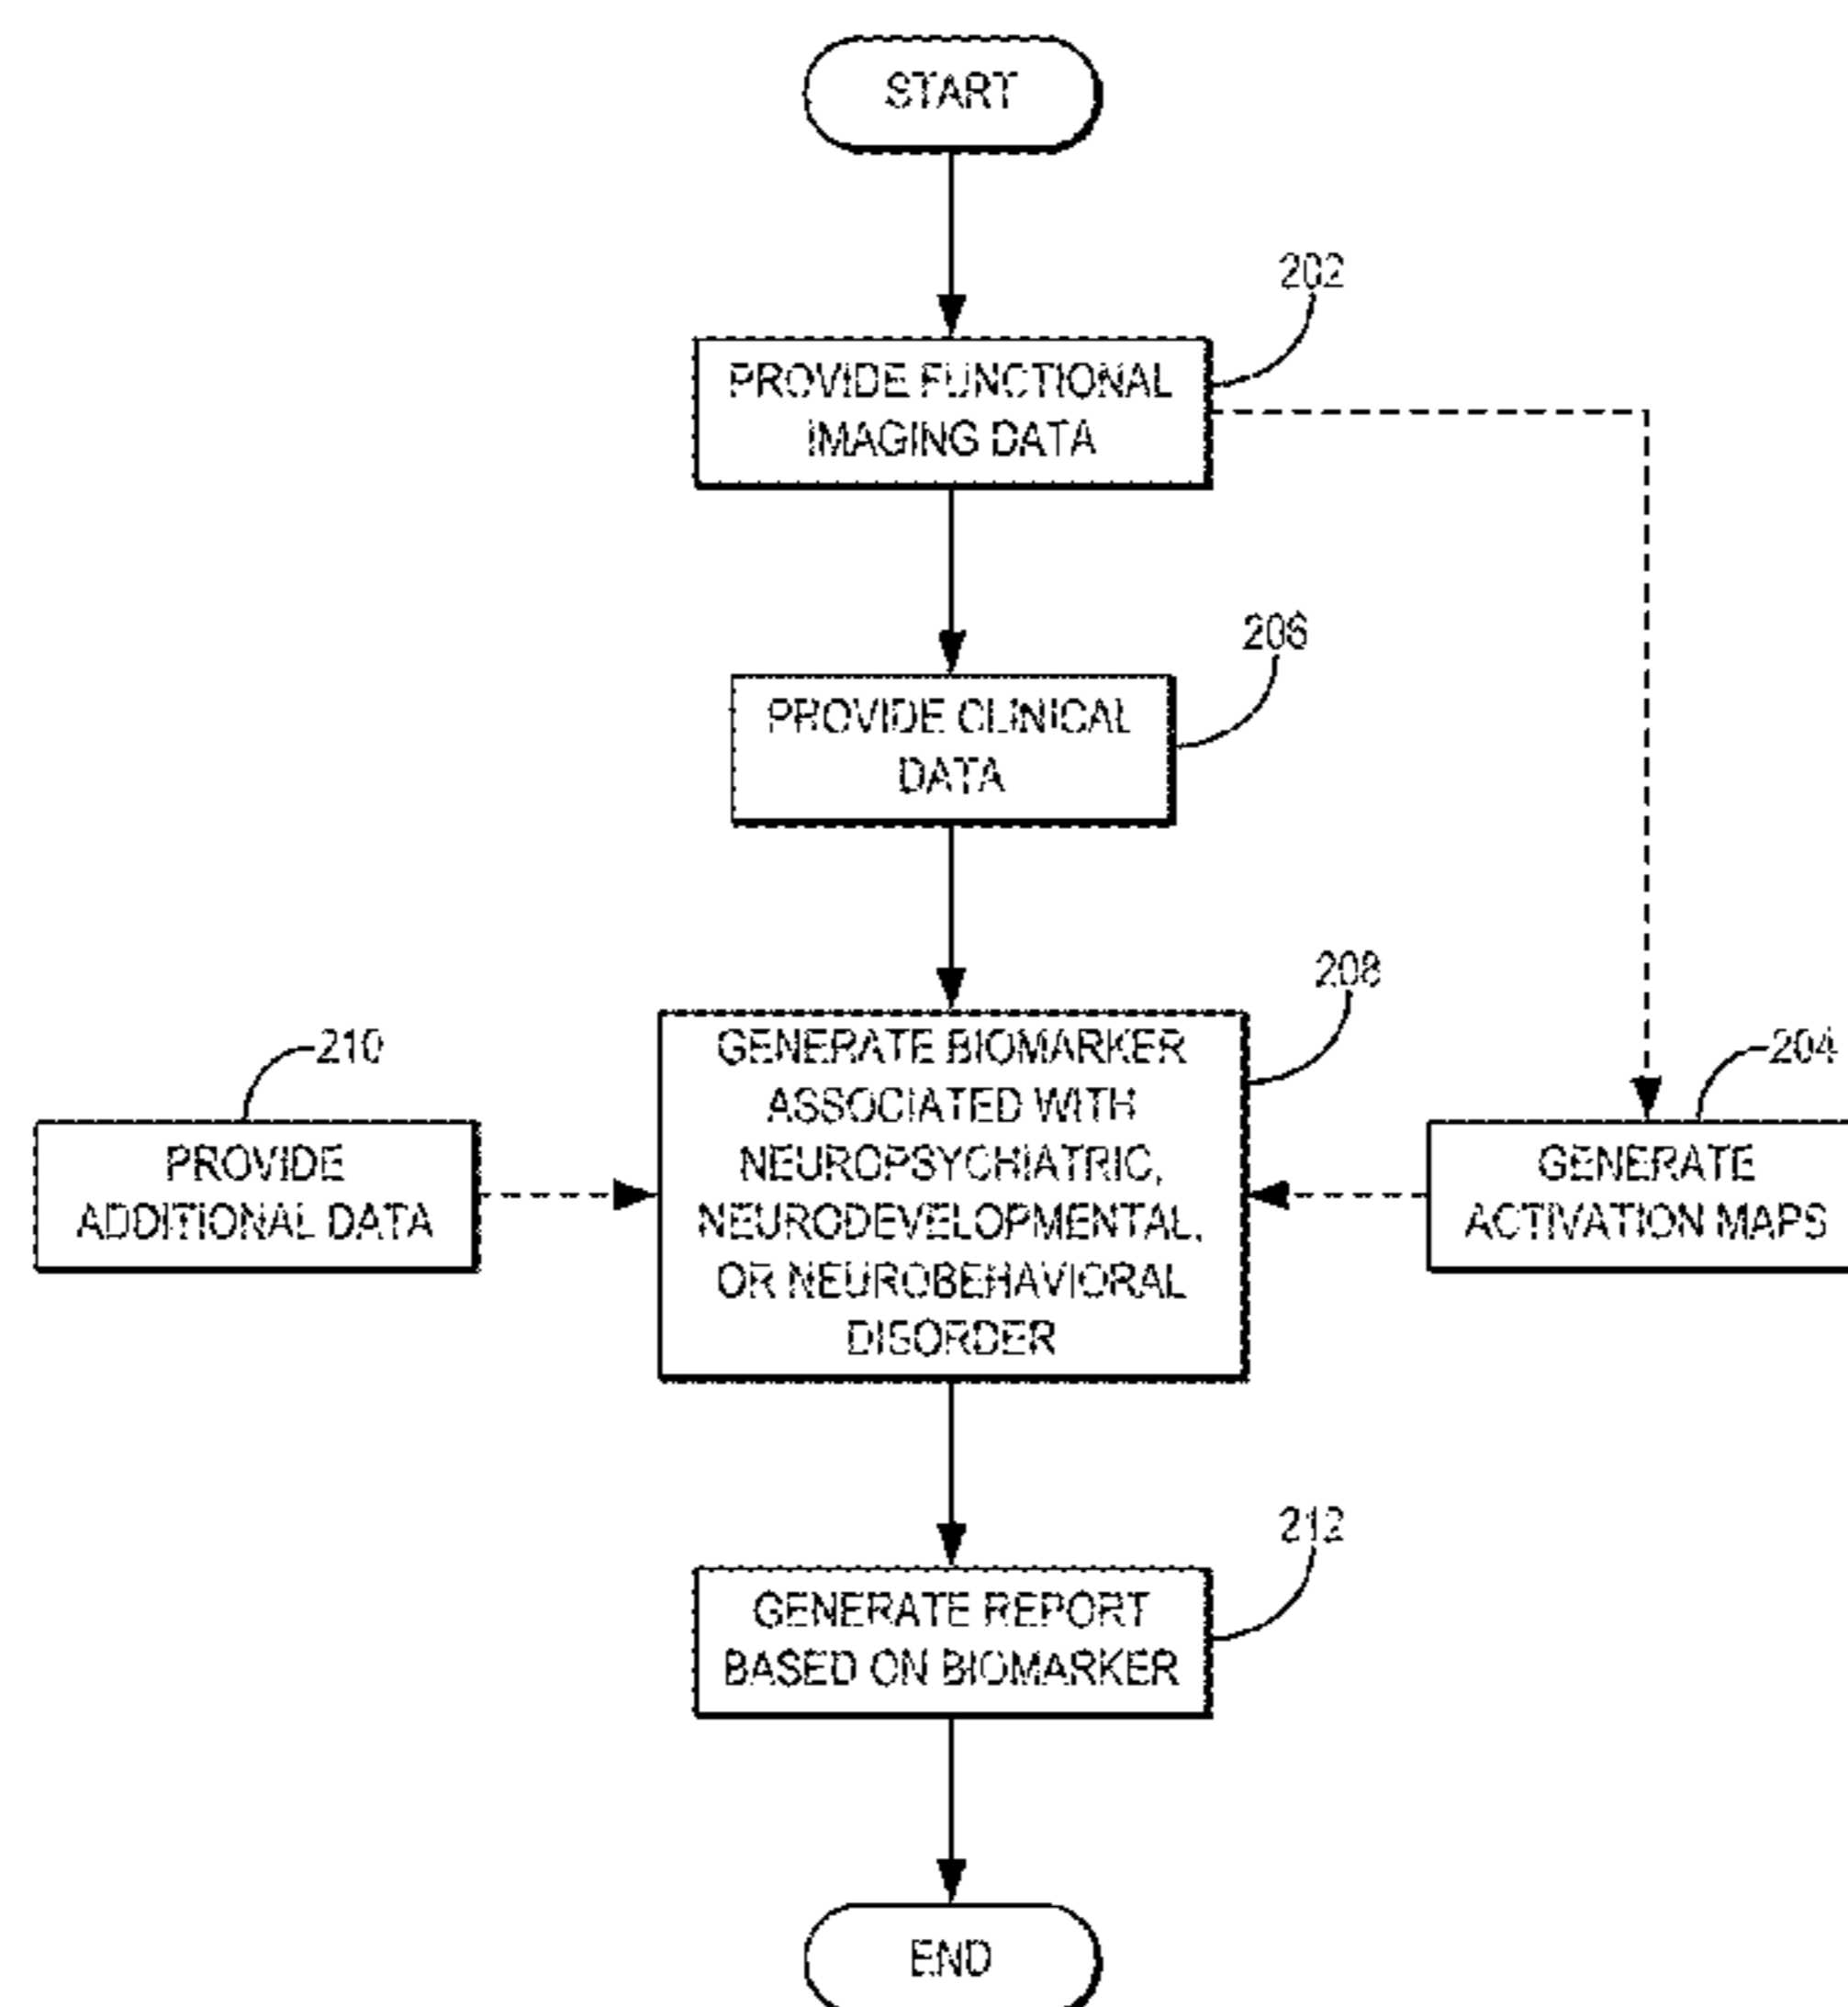 START
202
PROVIDE FUNCTIONAL
IMAGING DATA
206
PROVIDE CLINICAL
DATA
208
GENERATE BIOMARKER
ASSOCIATED WITH
NEUROPSYCHIATRIC,
NEURODEVELOPMENTAL,
OR NEUROBEHAVIORAL
DISORDER
210
PROVIDE
ADDITIONAL DATA
204
GENERATE
ACTIVATION MAPS
212
GENERATE REPORT
BASED ON BIOMARKER
END